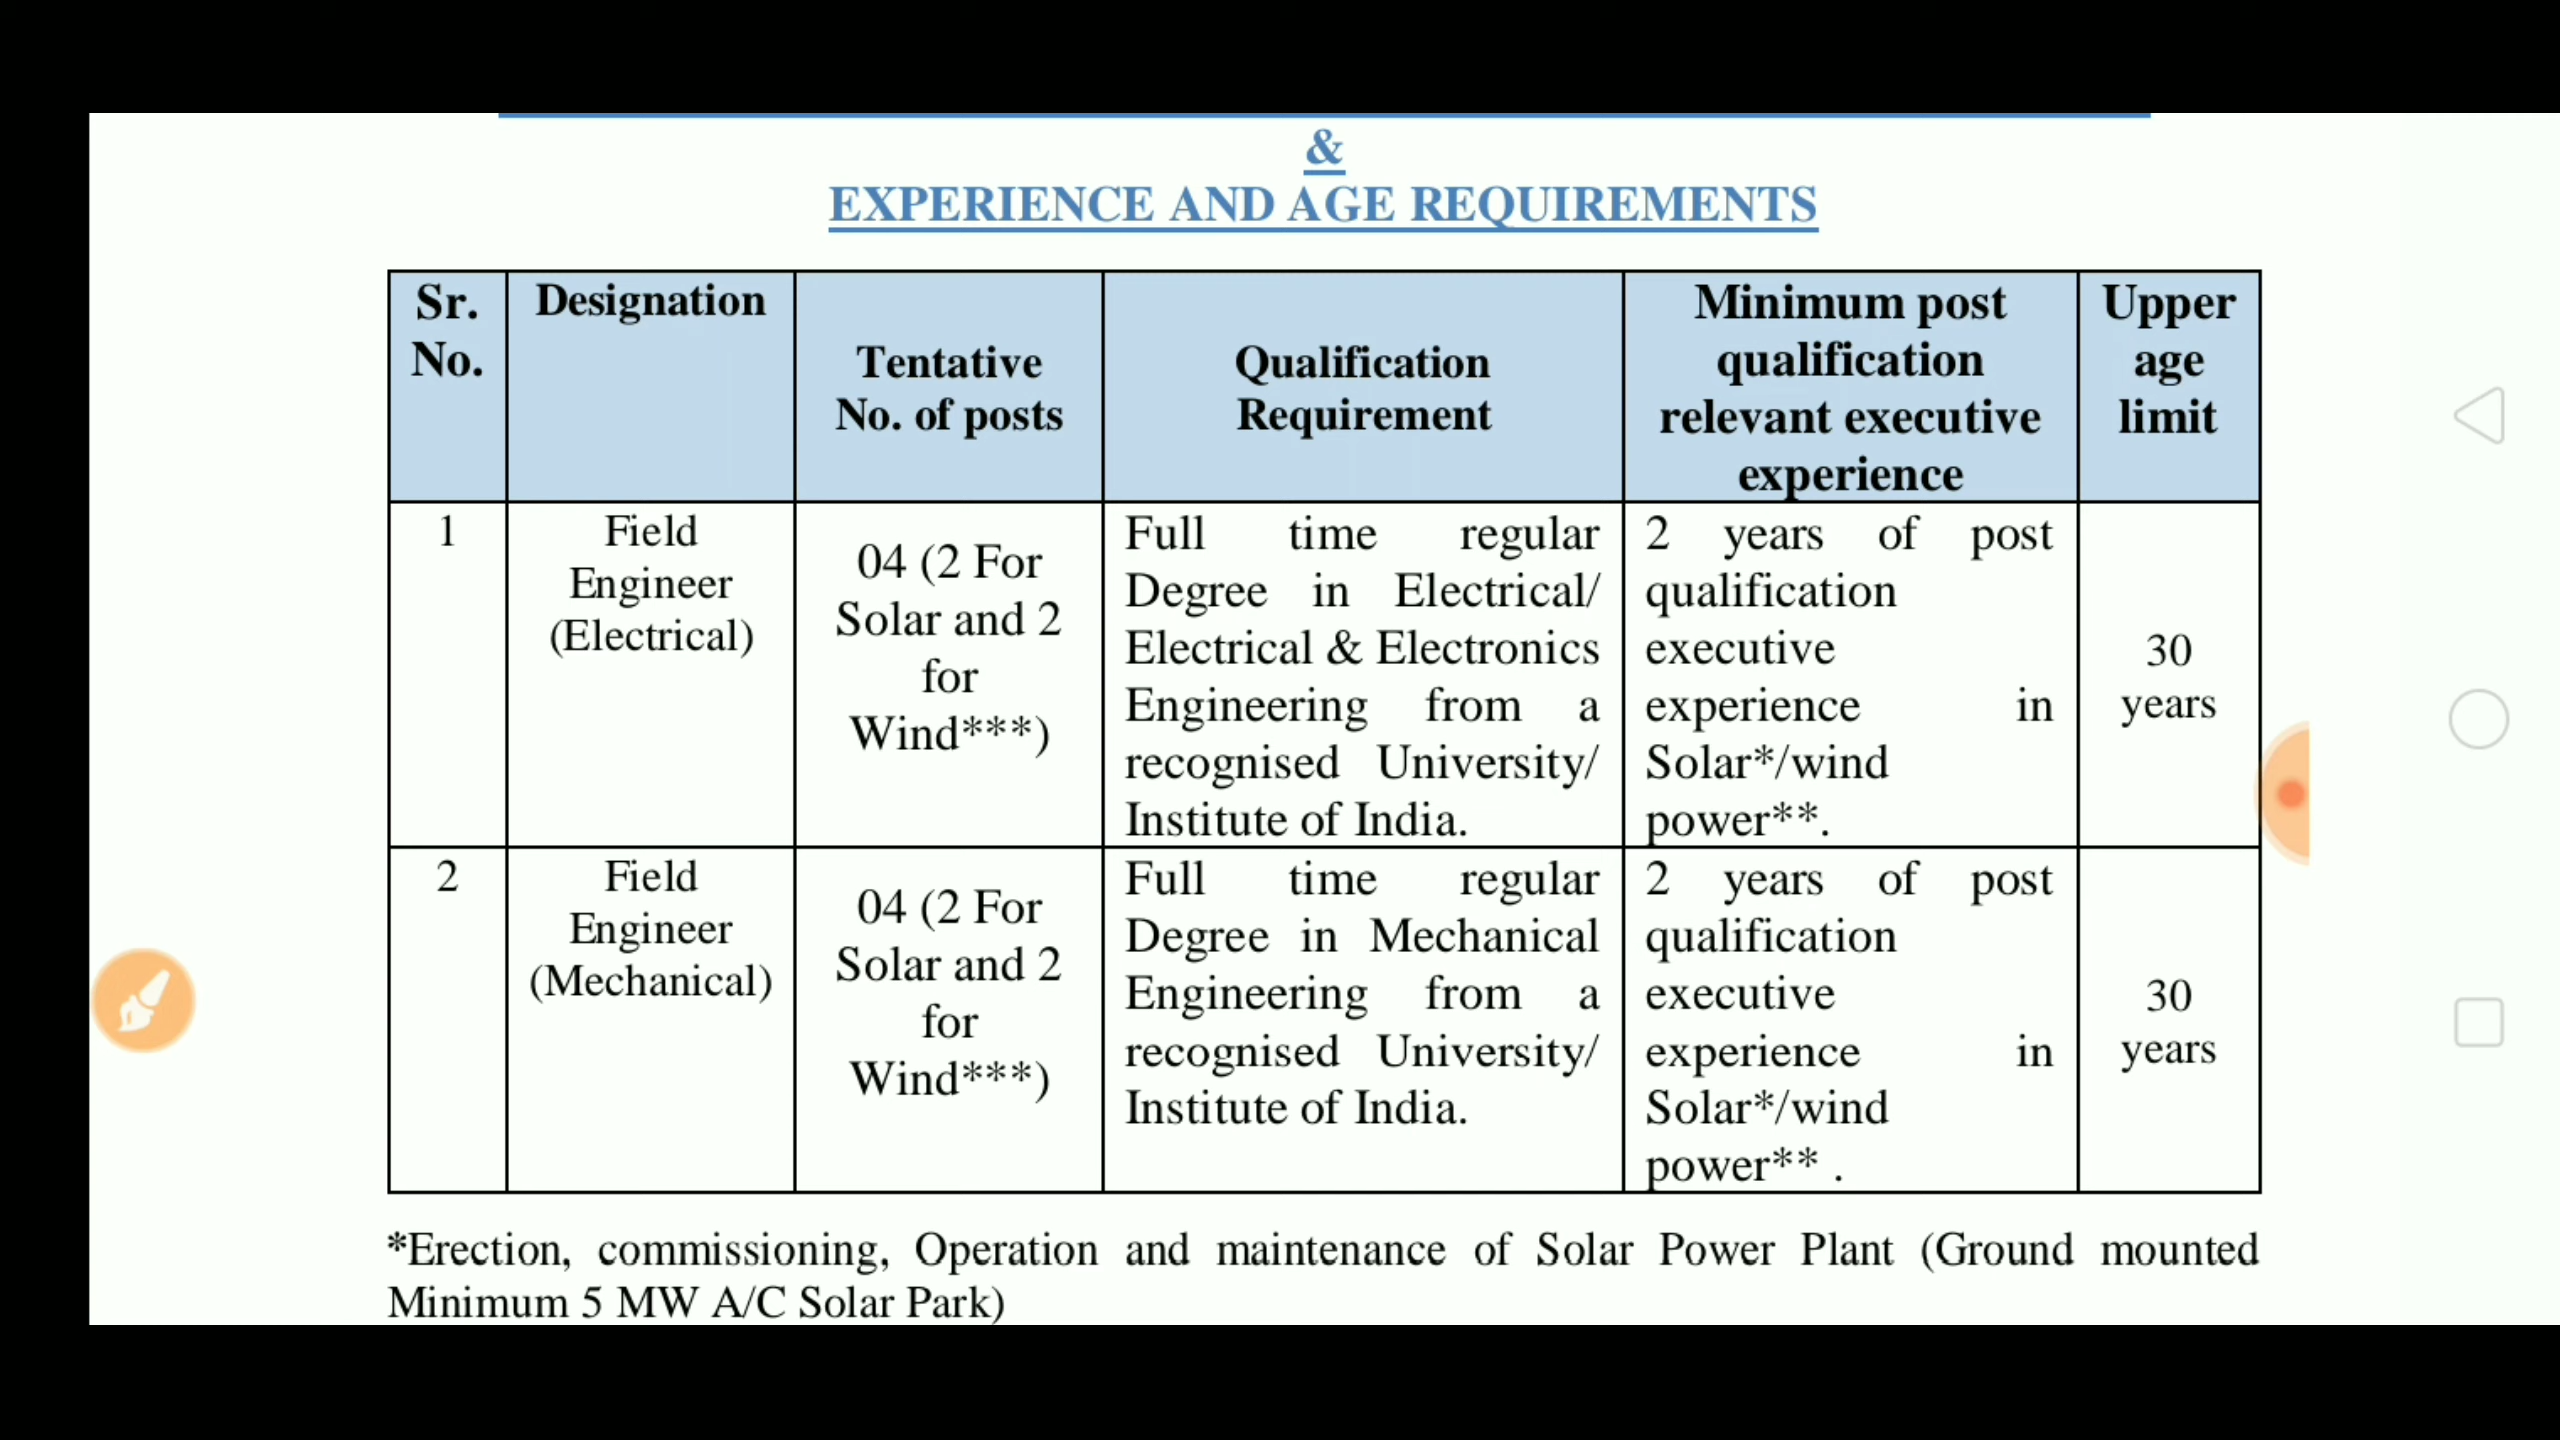 &
EXPERIENCE AND AGE REQUIREMENTS
Sr.
No.
Designation
Tentative
No. of posts
Qualification
Requirement
Minimum post
qualification
relevant executive
experience
Upper
age
limit
1
Field
Engineer
(Electrical)
04 (2 For
Solar and 2
for
Wind***)
Full time regular
Degree in Electrical/
Electrical & Electronics
Engineering from a
recognised University/
Institute of India.
2 years of post
qualification
executive
experience in
Solar*/wind
power**.
30
years
2
Field
Engineer
(Mechanical)
04 (2 For
Solar and 2
for
Wind***)
Full time regular
Degree in Mechanical
Engineering from a
recognised University/
Institute of India.
2 years of post
qualification
executive
experience in
Solar*/wind
power** .
30
years
*Erection, commissioning, Operation and maintenance of Solar Power Plant (Ground mounted
Minimum 5 MW A/C Solar Park)